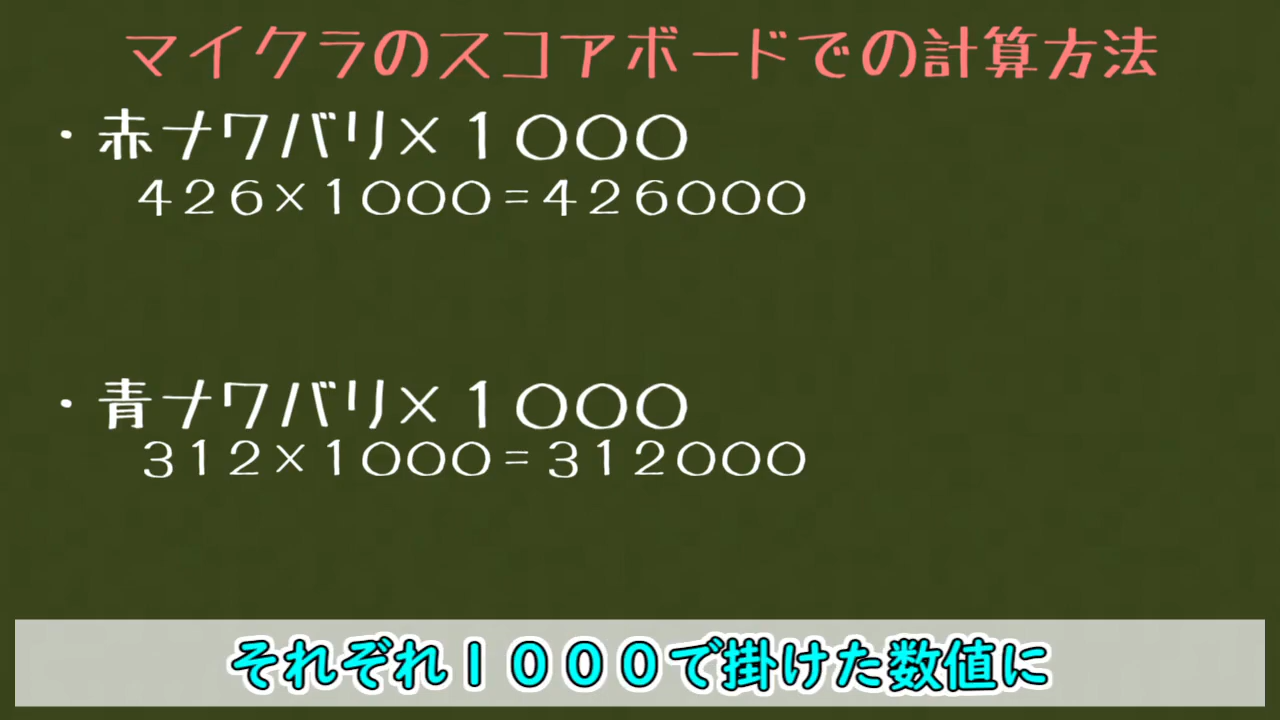 マイクラのスコアボードでの計算方法
・赤ナワバリ×１０００
４２６×１０００＝４２６０００
・青ナワバリ×１０００
３１２×１０００＝３１２０００
それぞれ１０００で掛けた数値に